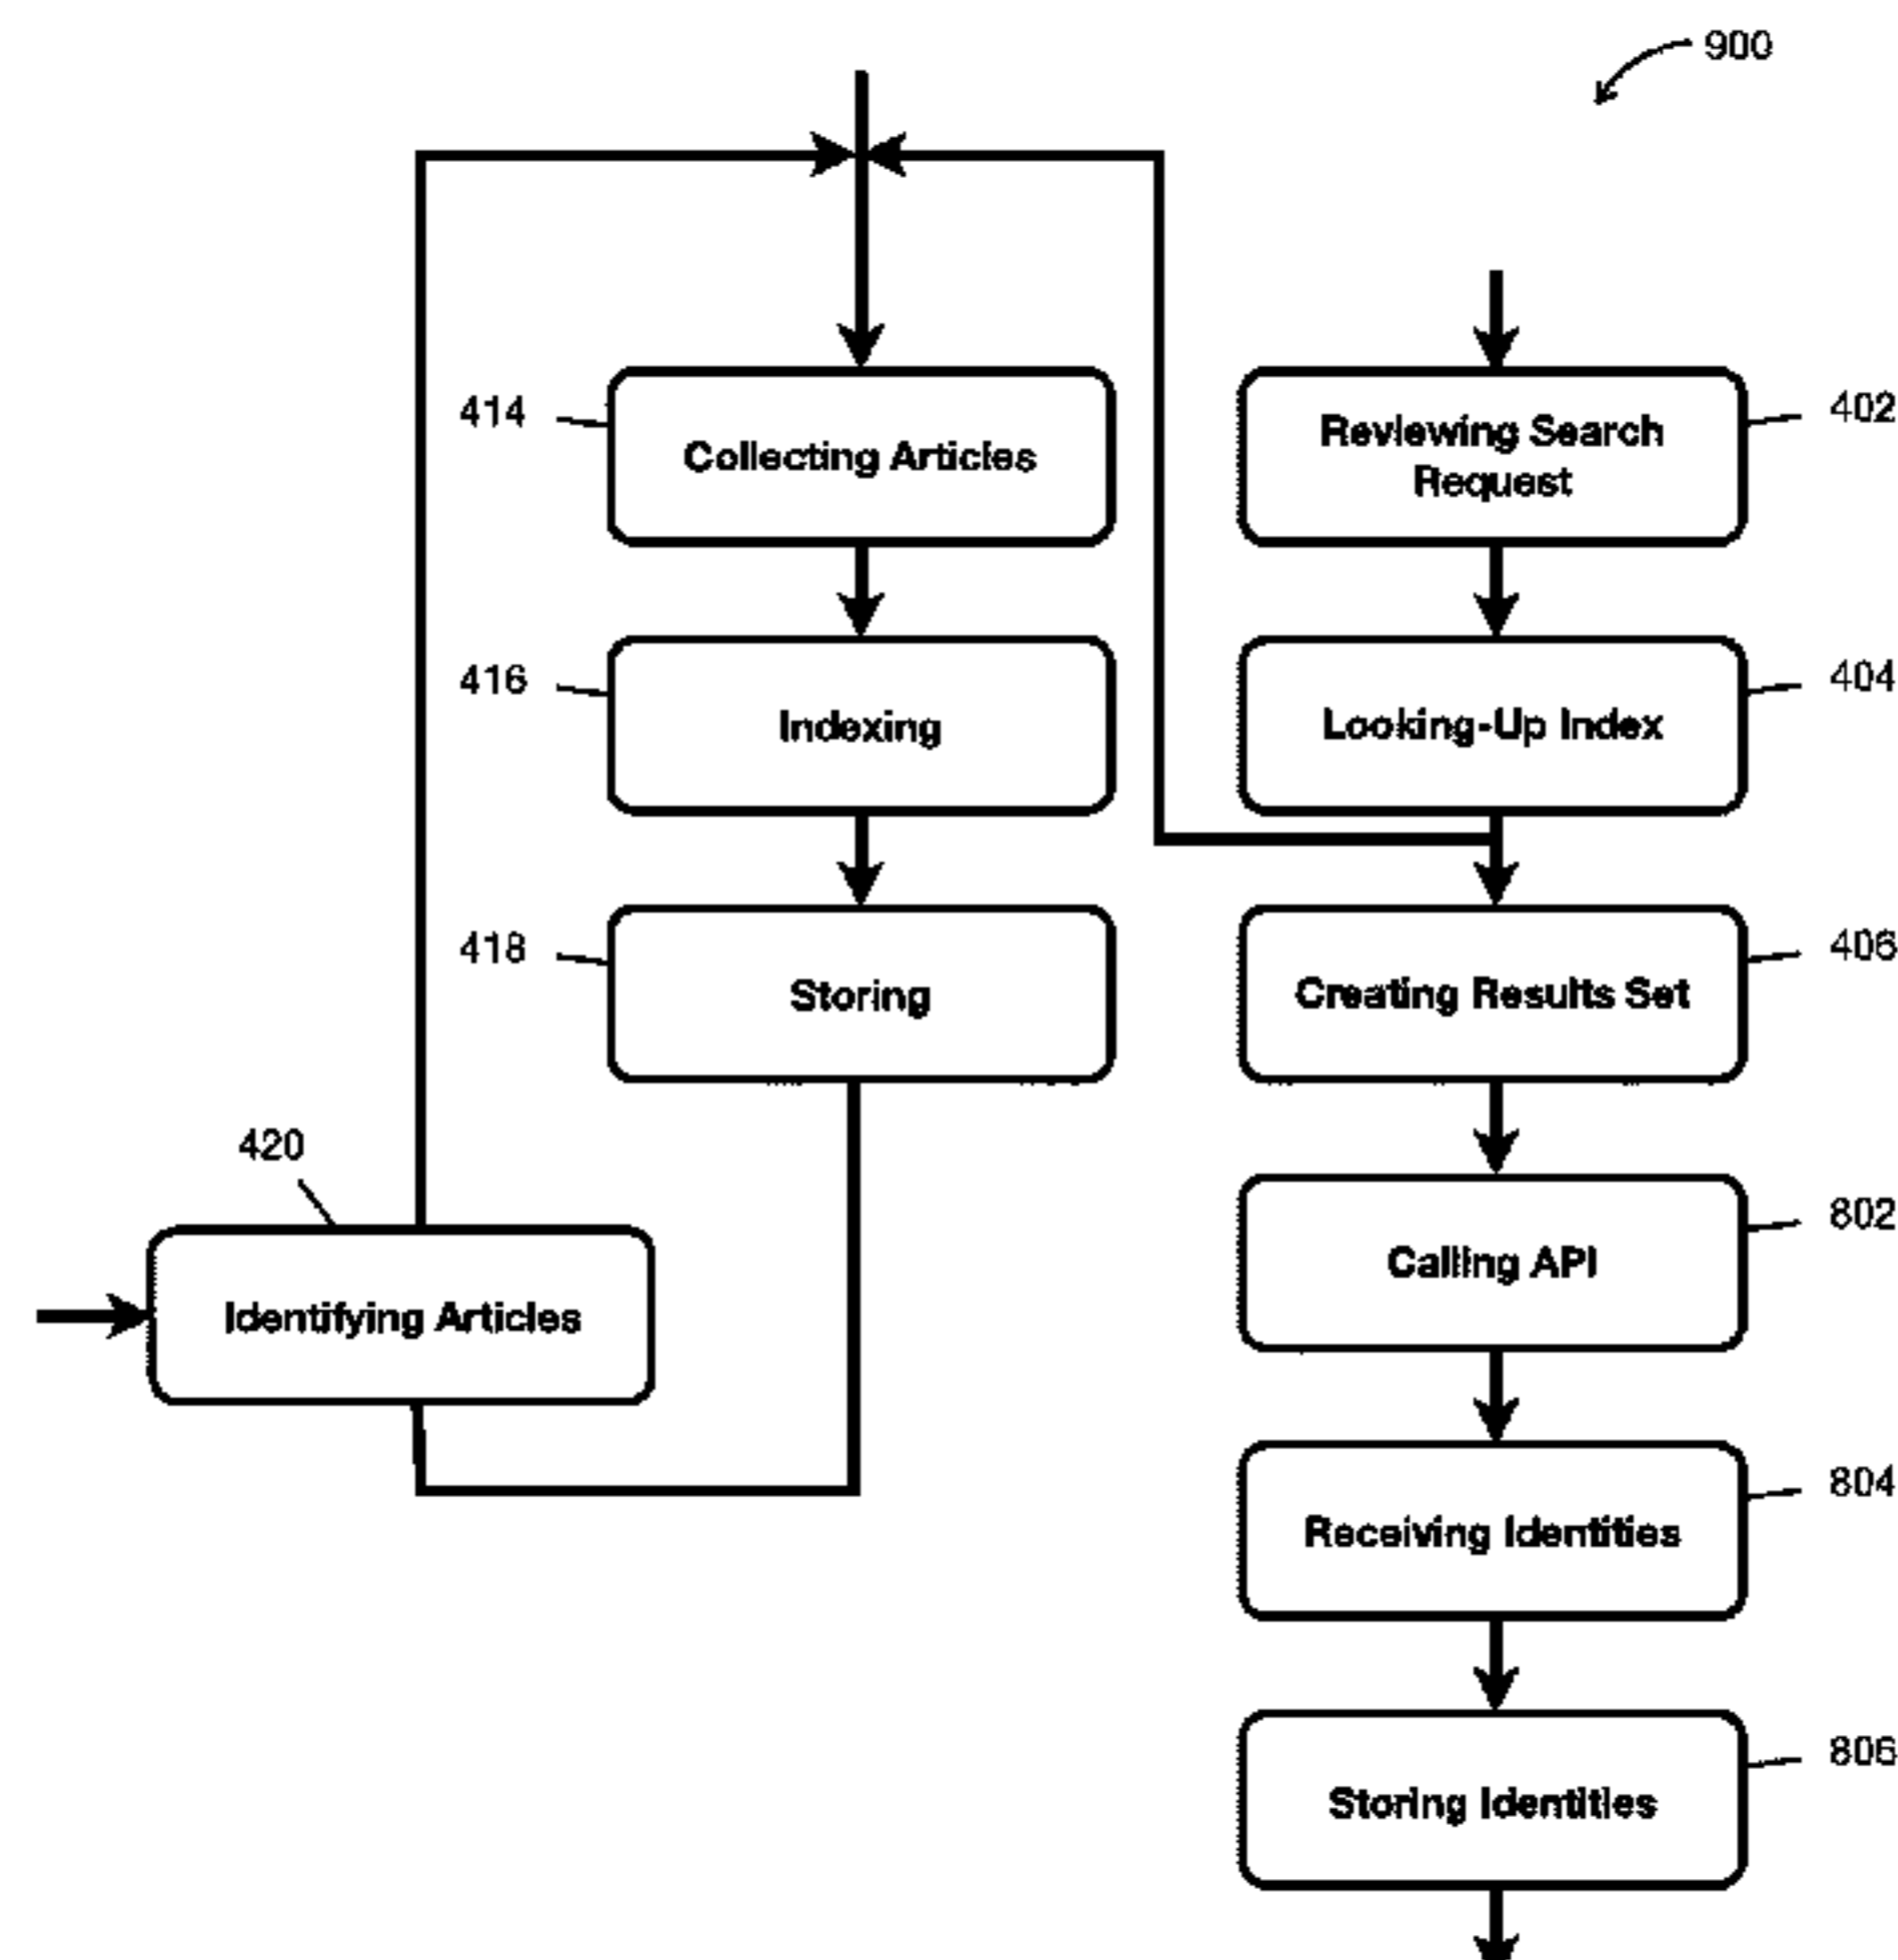 900
414
Collecting Articles
402
Reviewing Search
Request
416
Indexing
404
Looking-Up Index
418
Storing
406
Creating Results Set
420
Identifying Articles
802
Calling API
804
Receiving Identities
806
Storing Identities